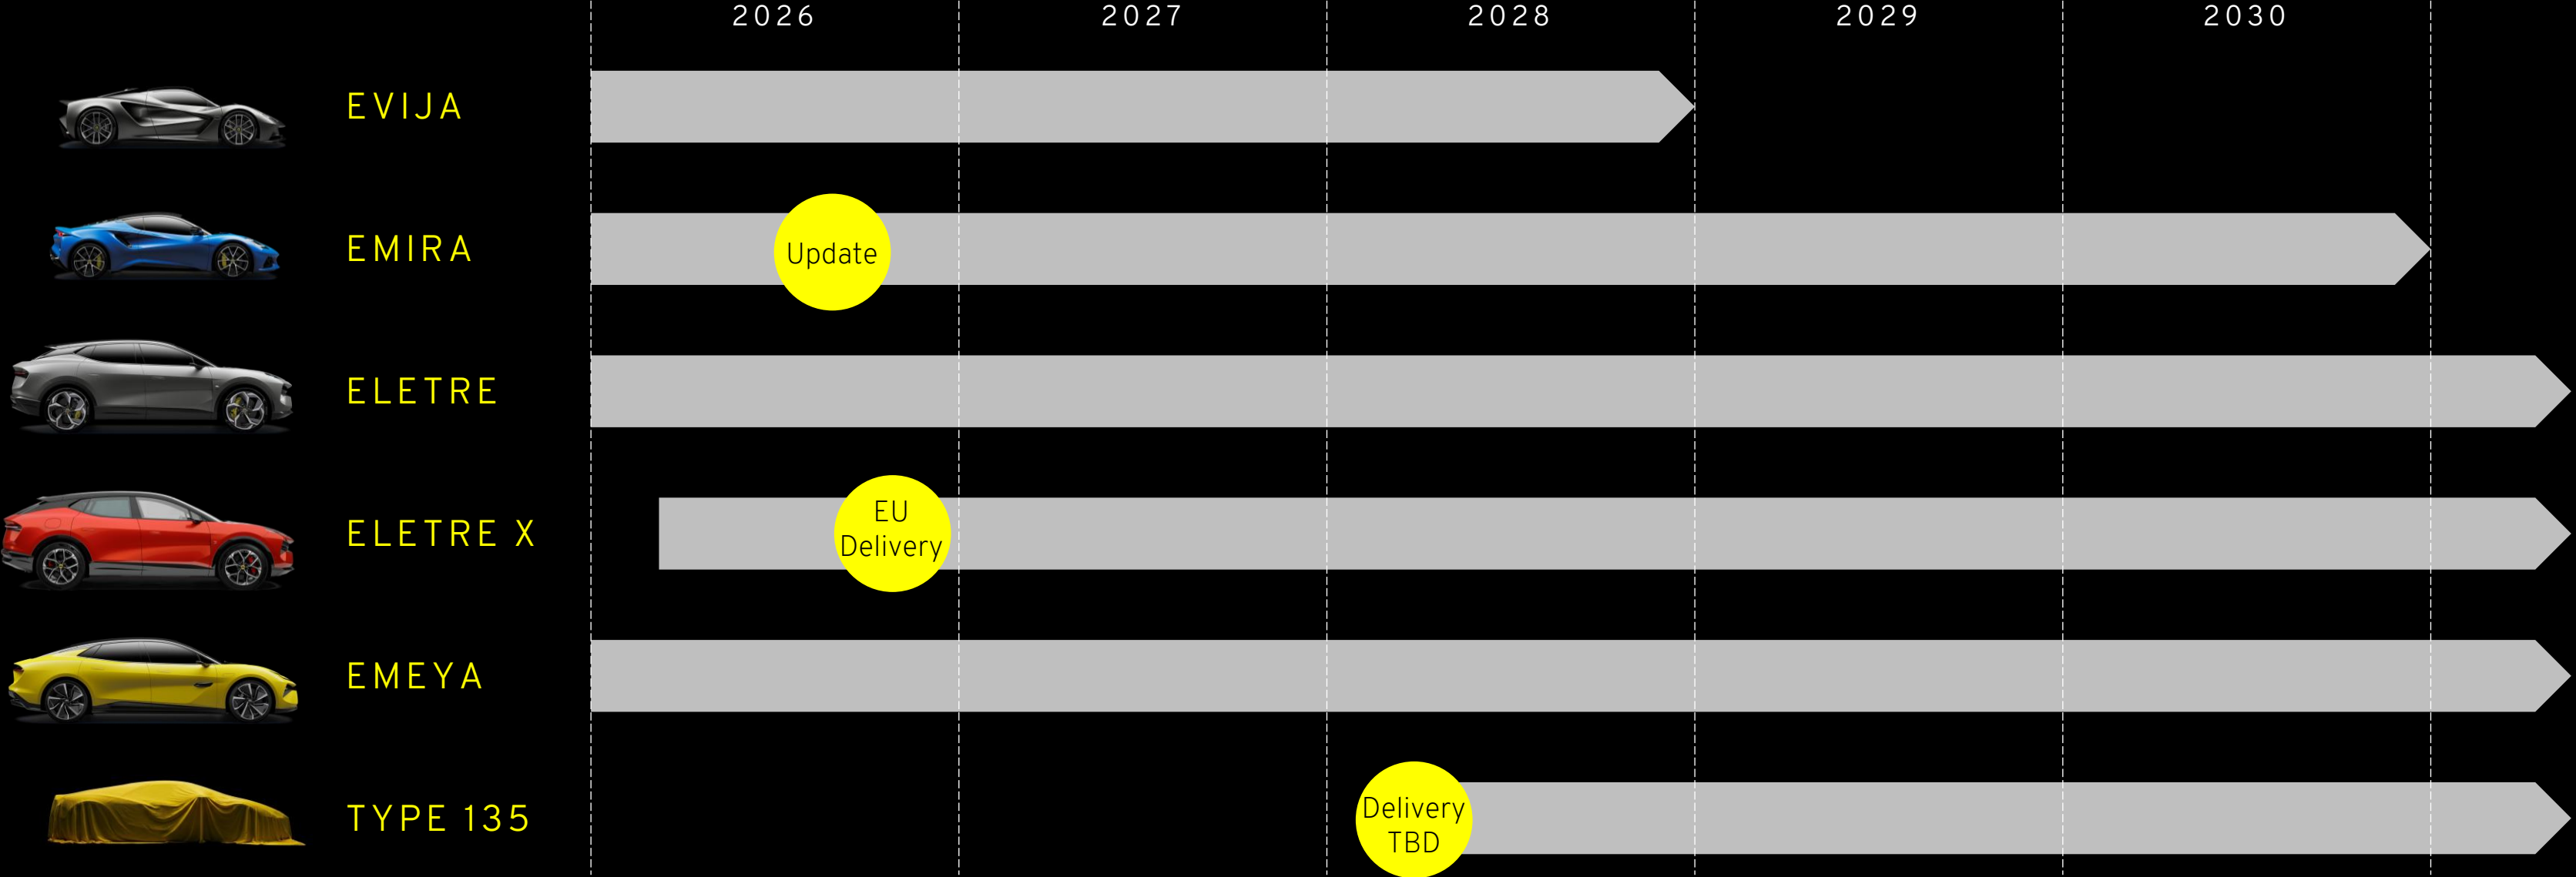 2026 2027 2028 2029 2030
EVIJA
EMIRA
Update
ELETRE
ELETRE X
EU
Delivery
EMEYA
TYPE 135
Delivery
TBD